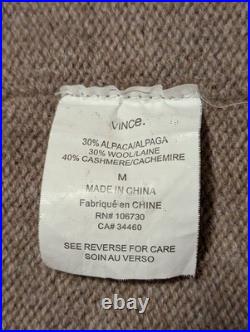 VINCE.
30% ALPACA/ALPAGA
30% WOOL/LAINE
40% CASHMERE/CACHEMIRE
M
MADE IN CHINA
Fabriqué en CHINE
RN# 106730
CA# 34460
SEE REVERSE FOR CARE
SOIN AU VERSO